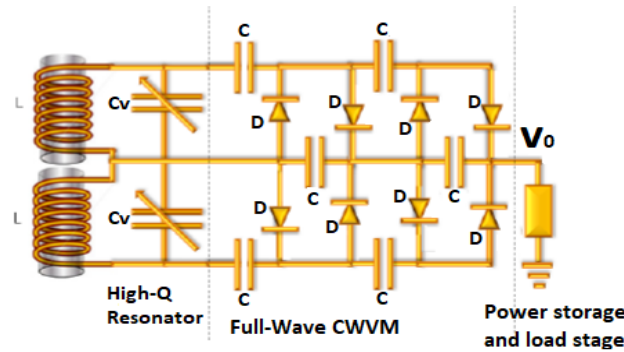 C
C
L
Cv
D
D
D
D
V₀
C
C
L
Cv
D
D
D
D
C
C
High-Q
Resonator
Full-Wave CWVM
Power storage
and load stage